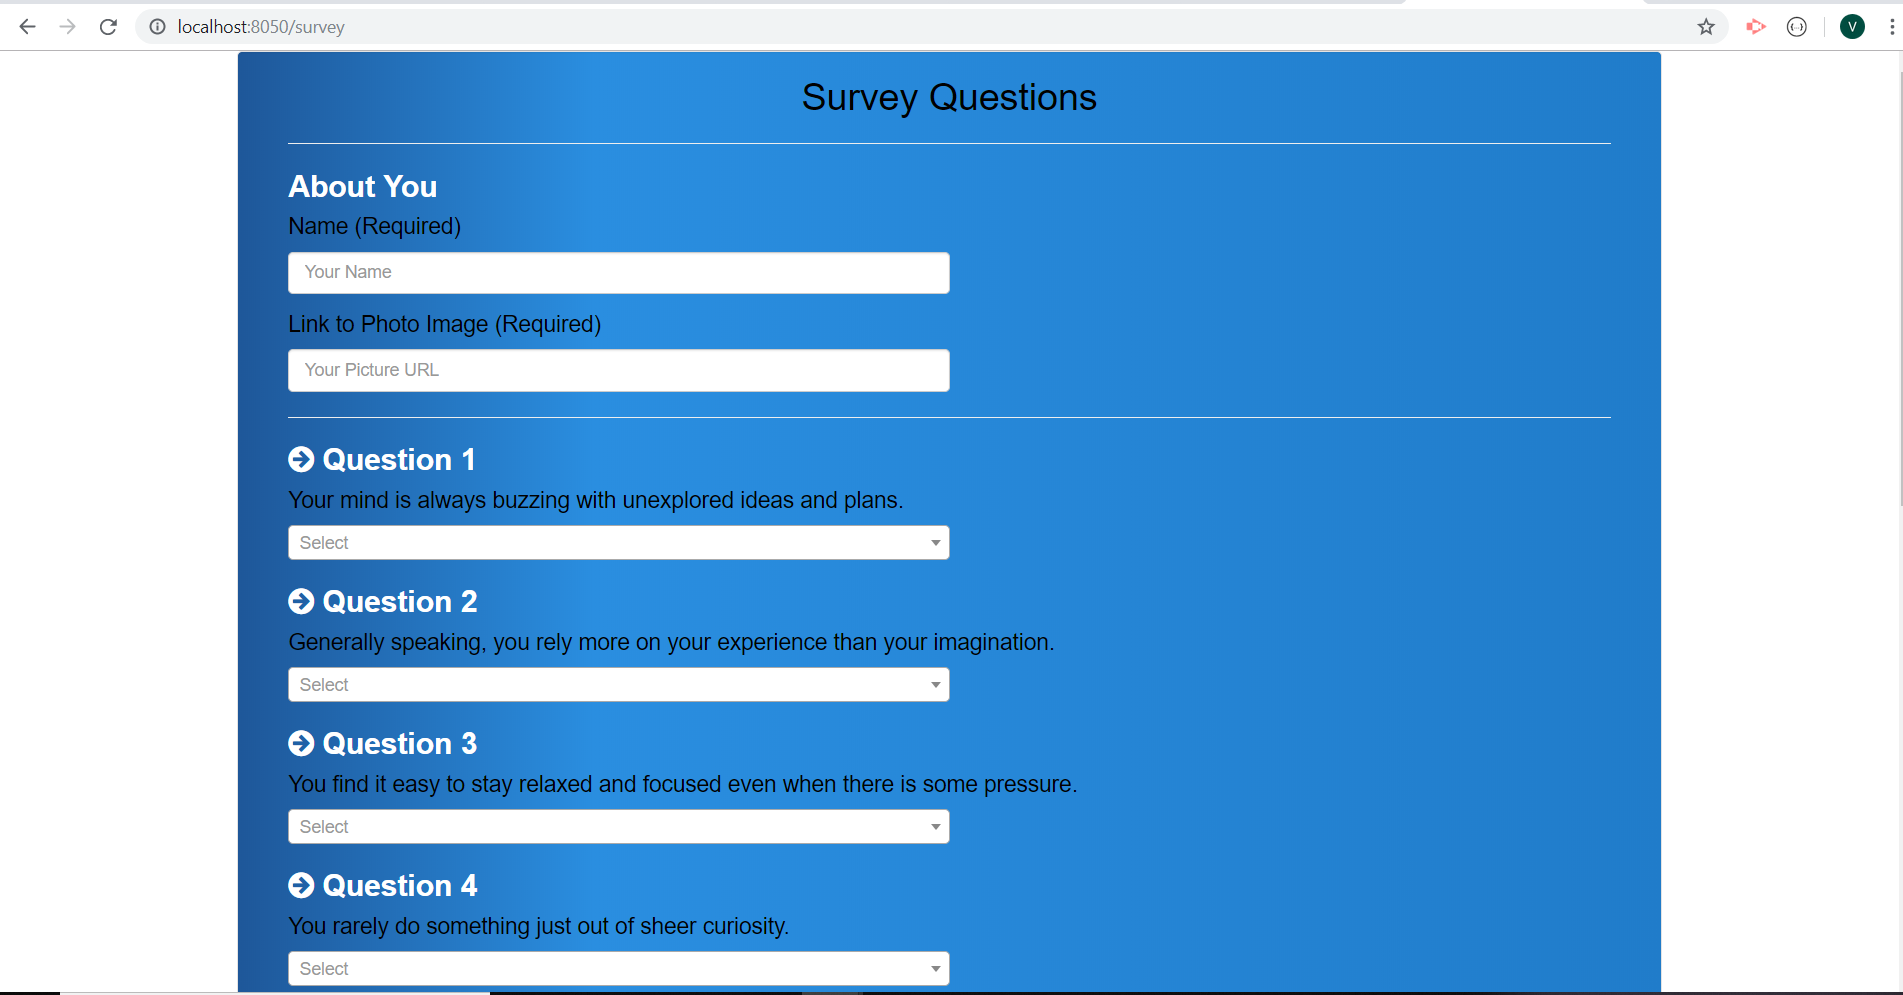 localhost:8050/survey
V
Survey Questions
About You
Name (Required)
Your Name
Link to Photo Image (Required)
Your Picture URL
Question 1
Your mind is always buzzing with unexplored ideas and plans.
Select
Question 2
Generally speaking, you rely more on your experience than your imagination.
Select
Question 3
You find it easy to stay relaxed and focused even when there is some pressure.
Select
Question 4
You rarely do something just out of sheer curiosity.
Select